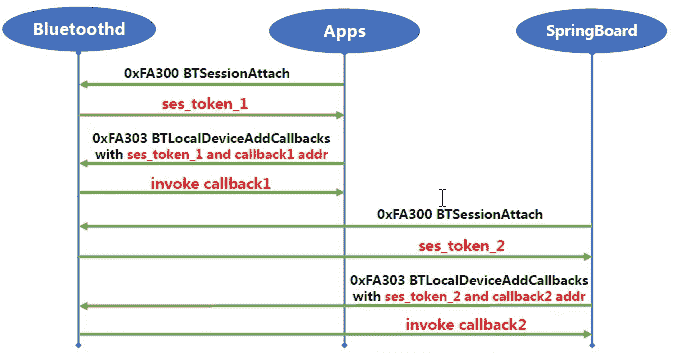 Bluetoothd
Apps
SpringBoard
0xFA300 BTSessionAttach
ses_token_1
0xFA303 BTLocalDeviceAddCallbacks
with ses_token_1 and callback1 addr
invoke callback1
0xFA300 BTSessionAttach
ses_token_2
0xFA303 BTLocalDeviceAddCallbacks
with ses_token_2 and callback2 addr
invoke callback2